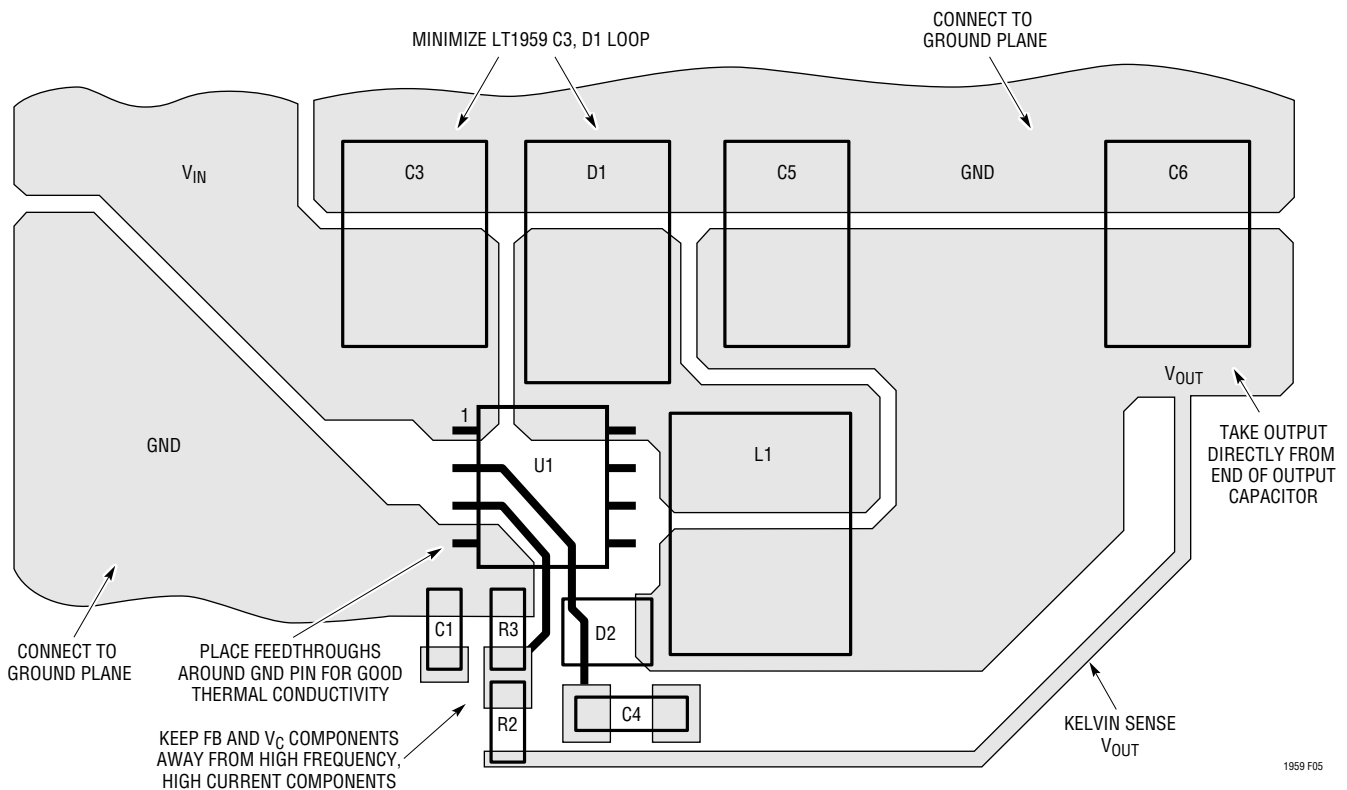 MINIMIZE LT1959 C3, D1 LOOP
CONNECT TO
GROUND PLANE
VIN
C3
D1
C5
GND
C6
VOUT
1
U1
L1
GND
TAKE OUTPUT
DIRECTLY FROM
END OF OUTPUT
CAPACITOR
C1
R3
D2
CONNECT TO
GROUND PLANE
PLACE FEEDTHROUGHS
AROUND GND PIN FOR GOOD
THERMAL CONDUCTIVITY
R2
C4
KEEP FB AND VC COMPONENTS
AWAY FROM HIGH FREQUENCY,
HIGH CURRENT COMPONENTS
KELVIN SENSE
VOUT
1959 F05